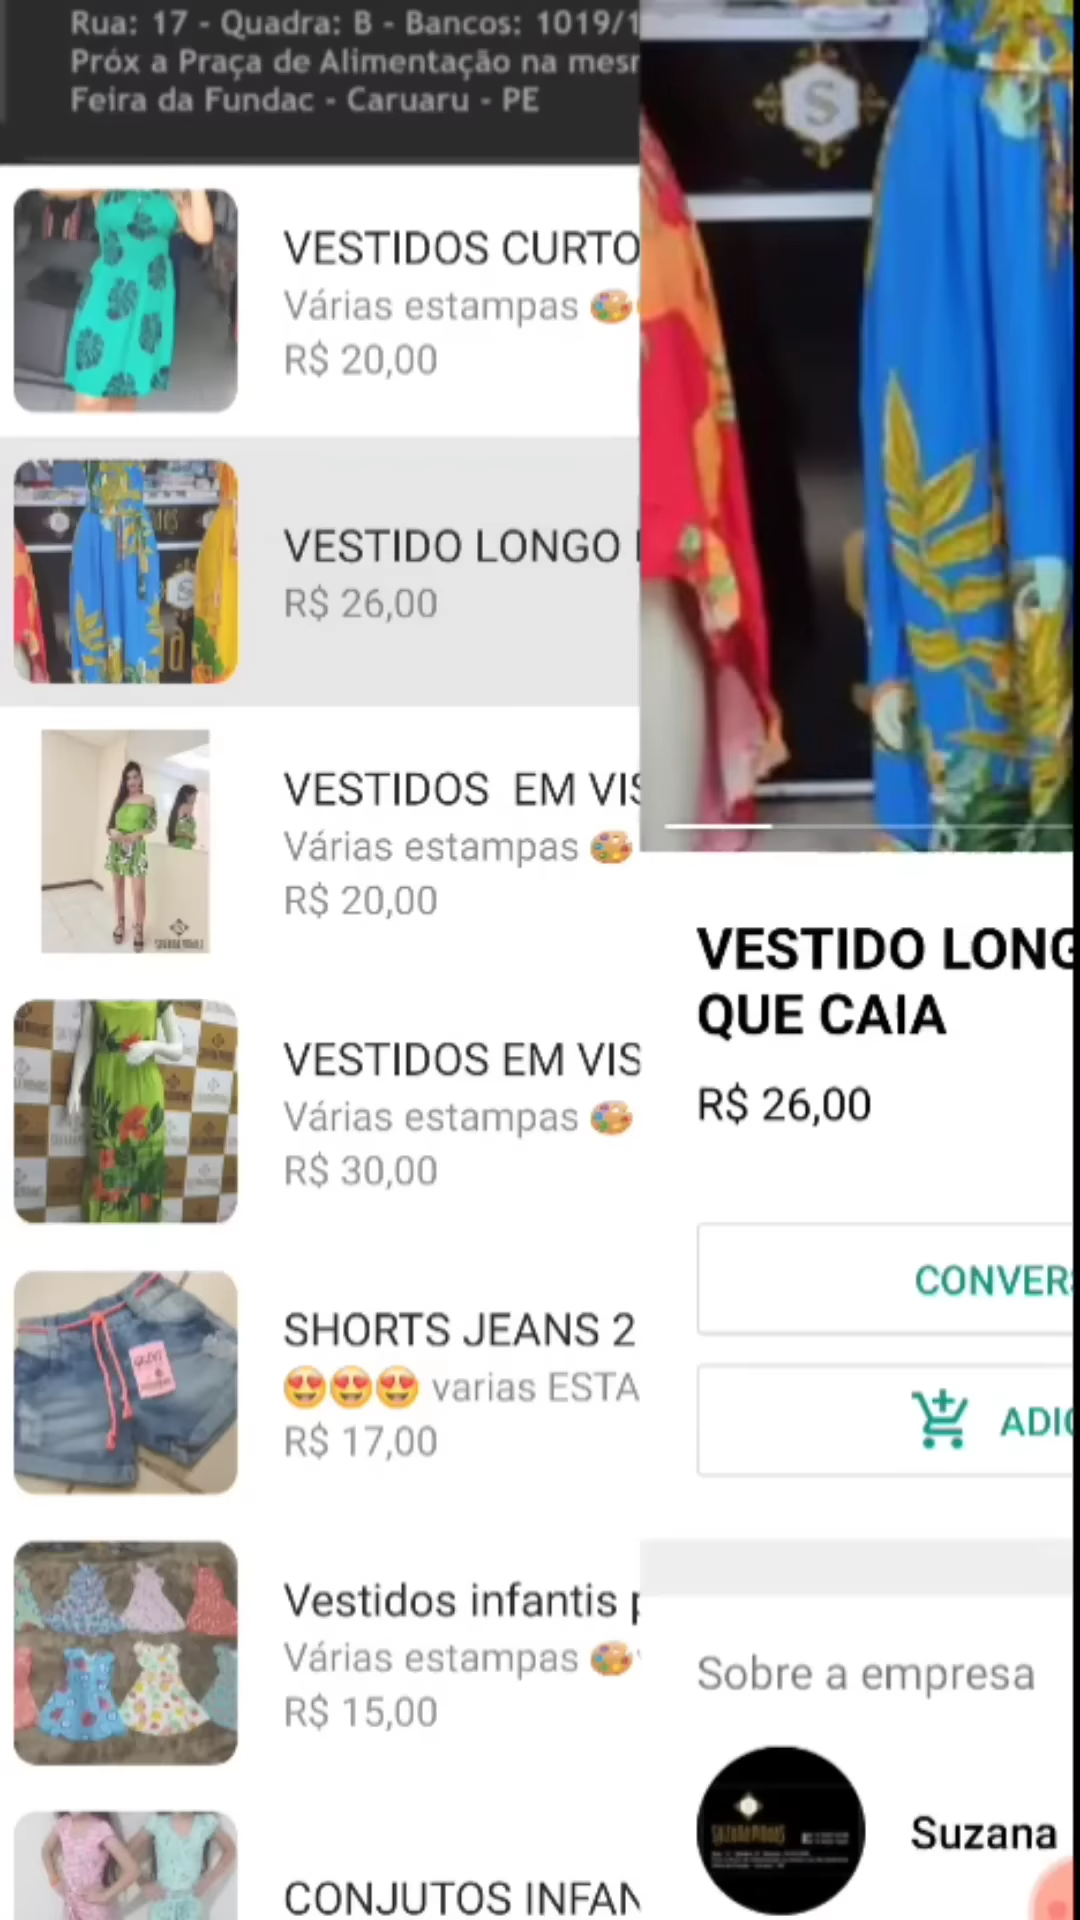 Rua: 17 - Quadra: B - Bancos: 1019/1
Próx a Praça de Alimentação na mesm
Feira da Fundac - Caruaru - PE
VESTIDOS CURTO
Várias estampas 🎨
R$ 20,00
VESTIDO LONGO
R$ 26,00
VESTIDOS EM VIS
Várias estampas 🎨
R$ 20,00
VESTIDOS EM VIS
Várias estampas 🎨
R$ 30,00
SHORTS JEANS 2
😍😍😍 varias ESTA
R$ 17,00
Vestidos infantis p
Várias estampas 🎨
R$ 15,00
CONJUTOS INFAN
S
VESTIDO LONG
QUE CAIA
R$ 26,00
CONVERS
ADIC
Sobre a empresa
Suzana